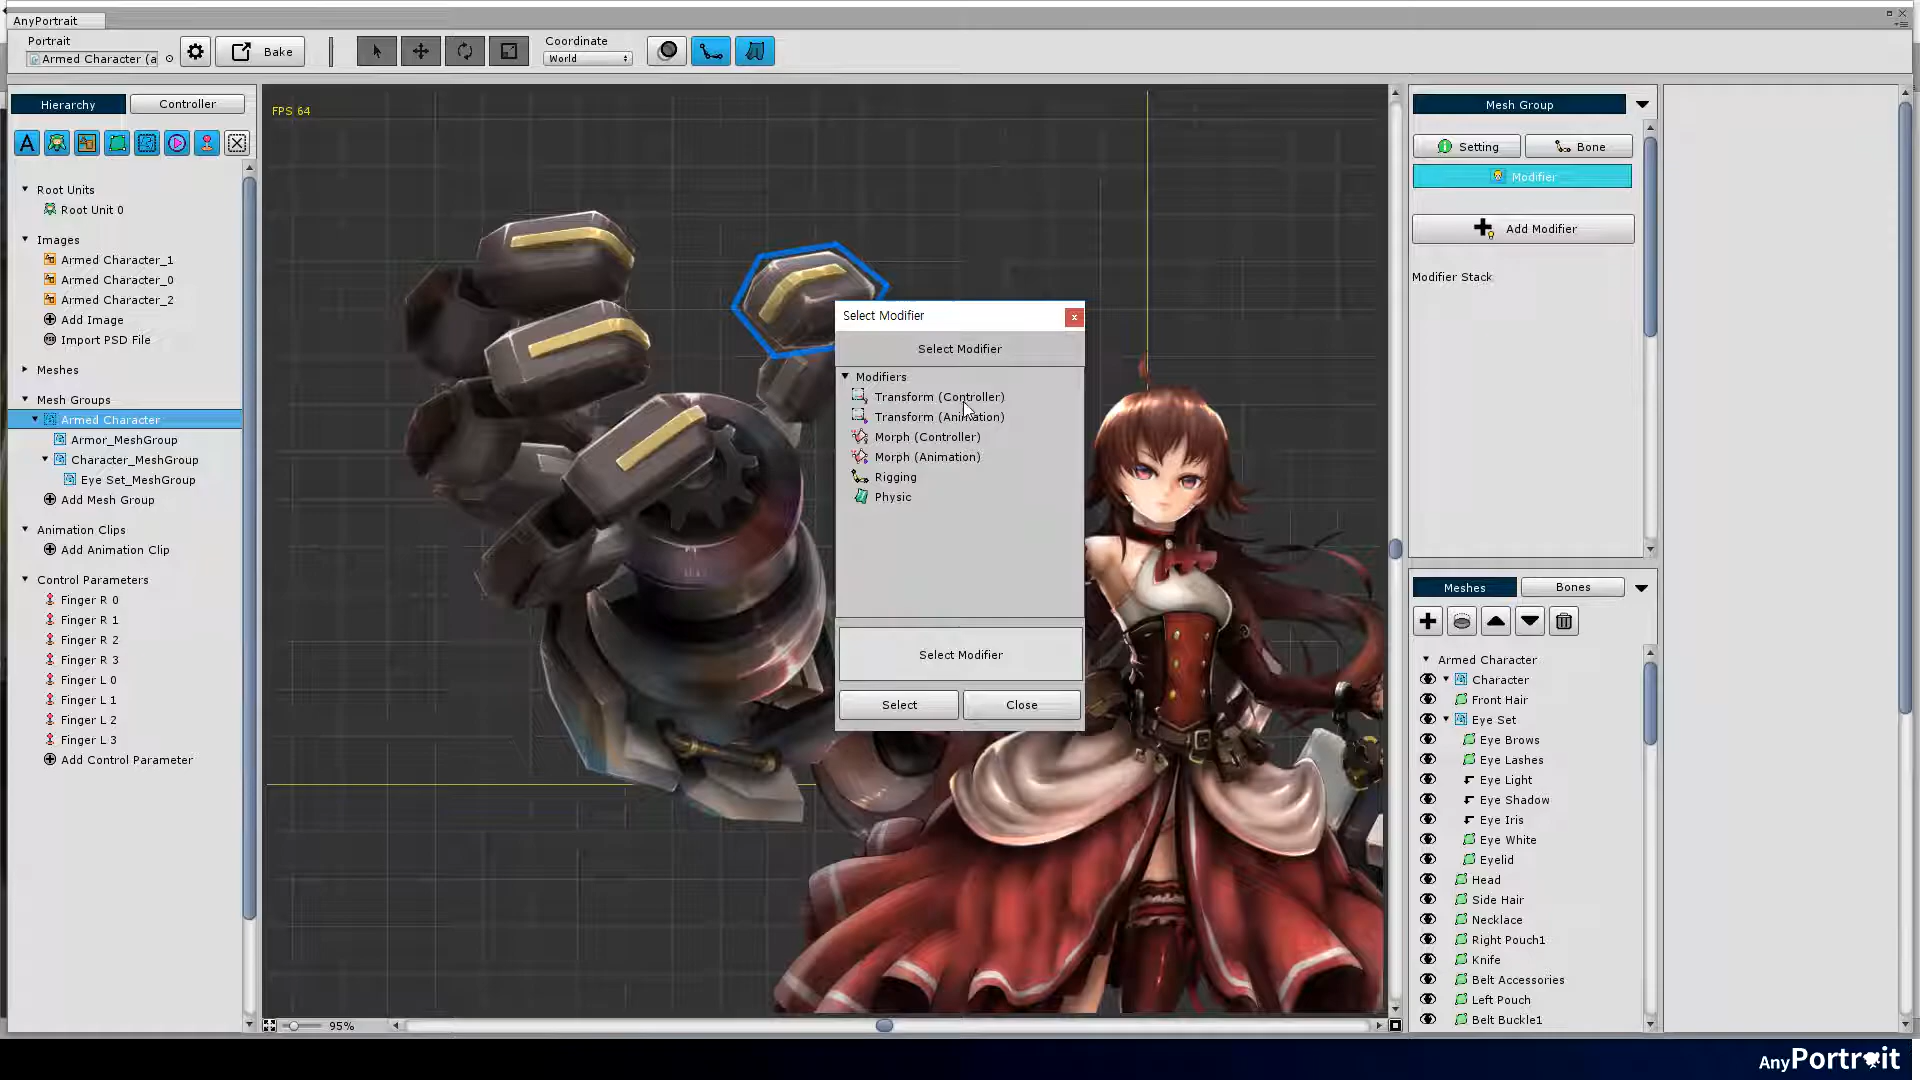 AnyPortrait
Portrait
Armed Character (a
Bake
Coordinate
World
Hierarchy
Controller
Root Units
Root Unit 0
Images
Armed Character_1
Armed Character_0
Armed Character_2
Add Image
Import PSD File
Meshes
Mesh Groups
Armed Character
Armor_MeshGroup
Character_MeshGroup
Eye Set_MeshGroup
Add Mesh Group
Animation Clips
Add Animation Clip
Control Parameters
Finger R 0
Finger R 1
Finger R 2
Finger R 3
Finger L 0
Finger L 1
Finger L 2
Finger L 3
Add Control Parameter
FPS 64
Select Modifier
Select Modifier
Modifiers
Transform (Controller)
Transform (Animation)
Morph (Controller)
Morph (Animation)
Rigging
Physic
Select Modifier
Select
Close
95%
Mesh Group
Setting
Bone
Modifier
Add Modifier
Modifier Stack
Meshes
Bones
Armed Character
Character
Front Hair
Eye Set
Eye Brows
Eye Lashes
Eye Light
Eye Shadow
Eye Iris
Eye White
Eyelid
Head
Side Hair
Necklace
Right Pouch1
Knife
Belt Accessories
Left Pouch
Belt Buckle1
AnyPortrait